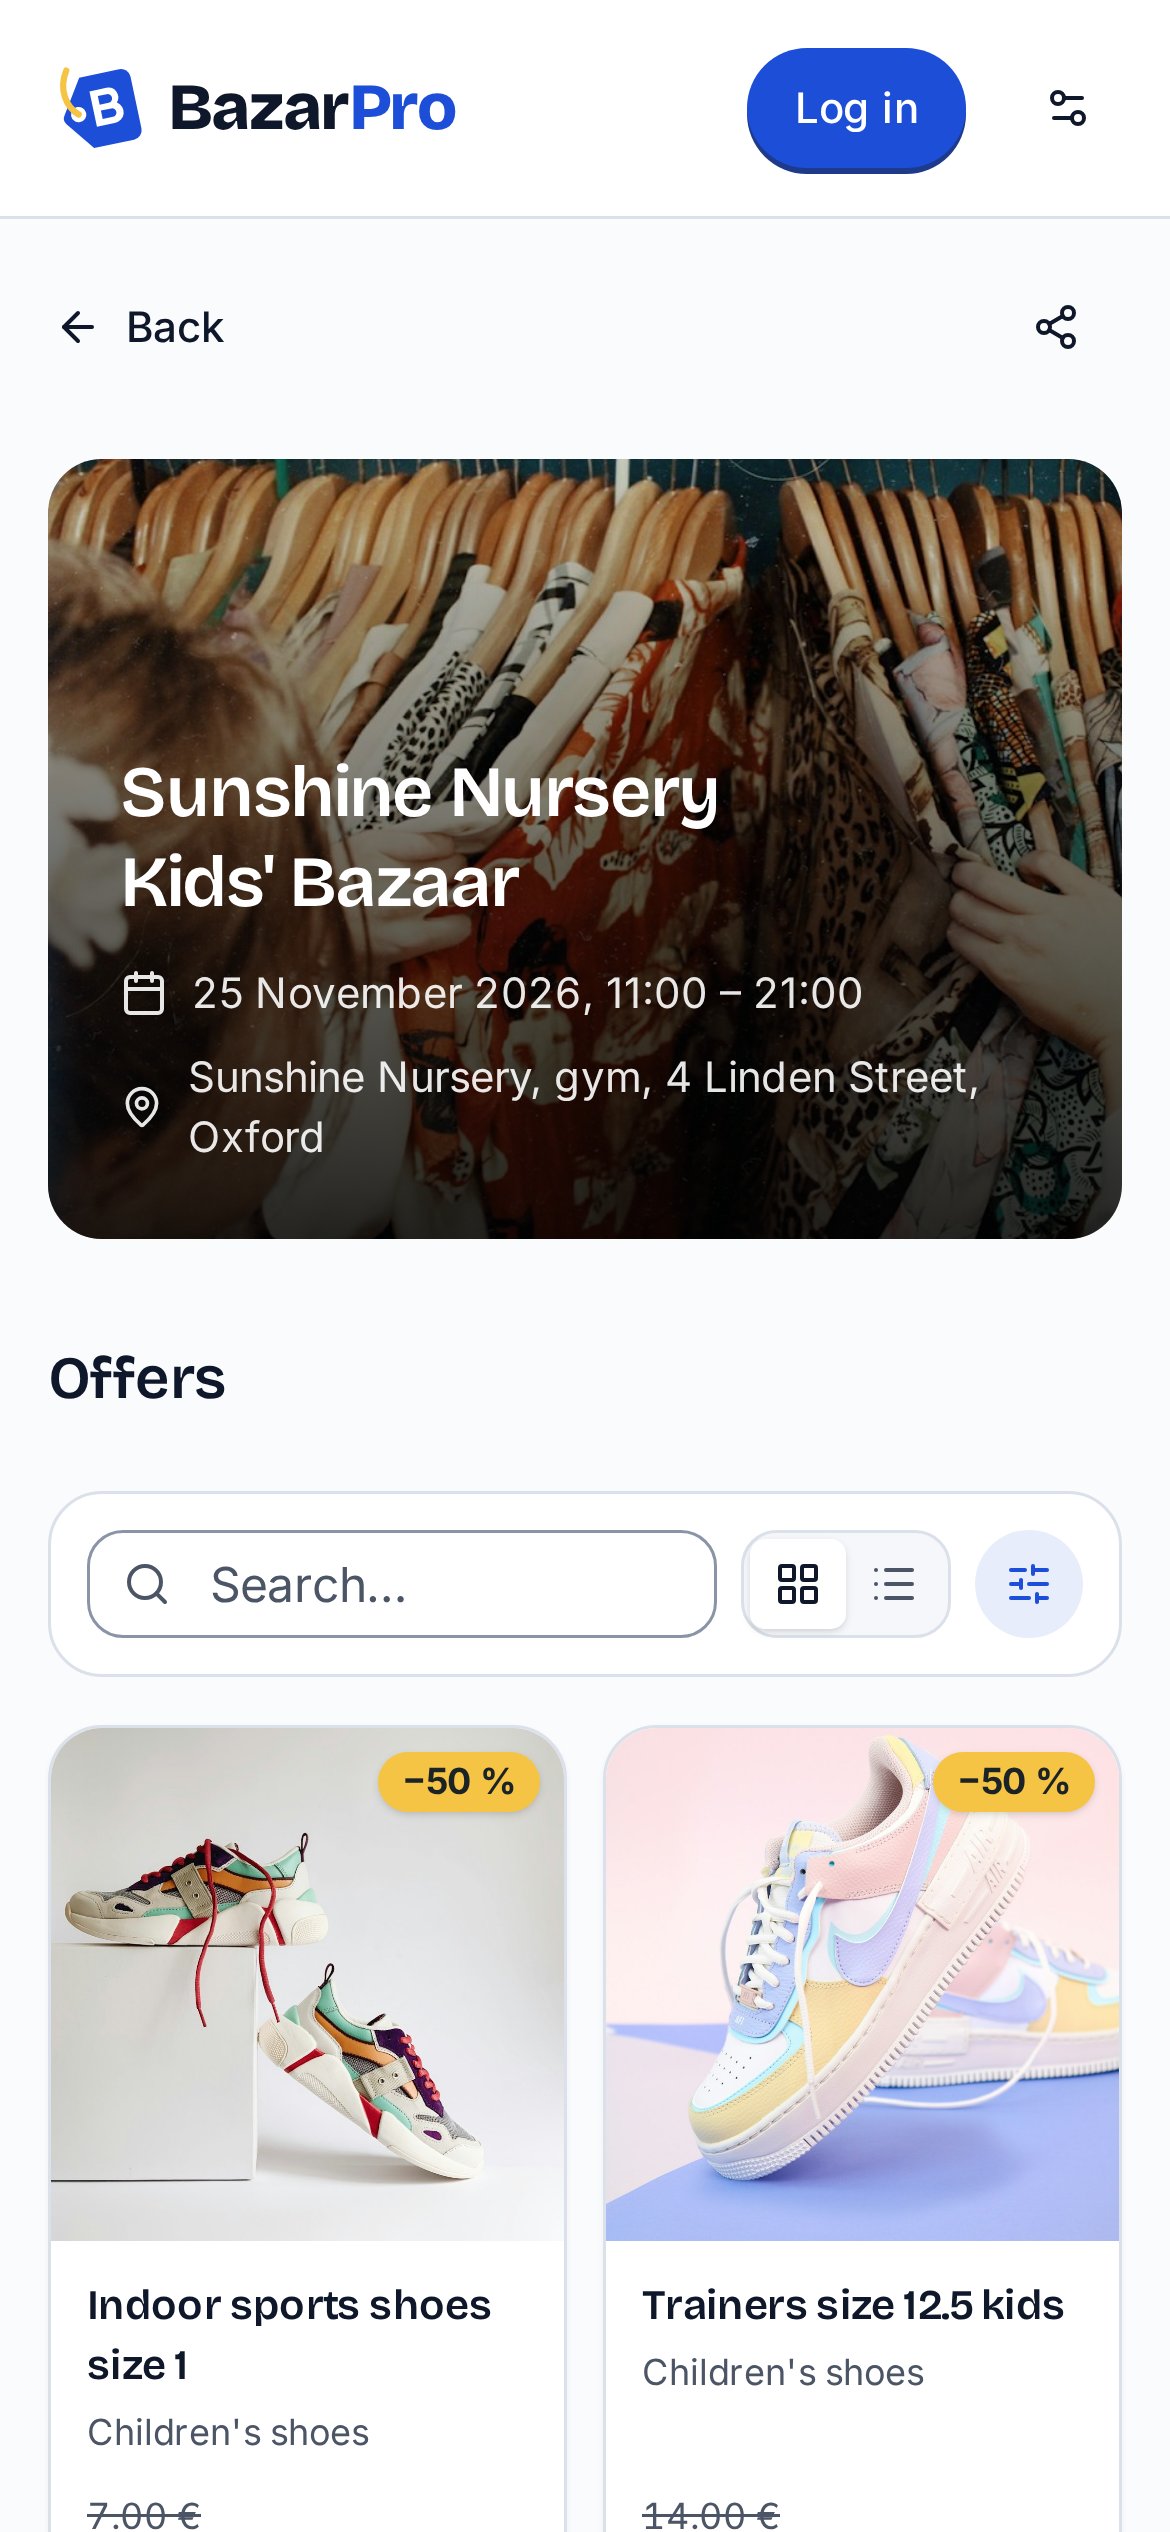 B BazarPro
Log in
Back
Sunshine Nursery
Kids' Bazaar
25 November 2026, 11:00 – 21:00
Sunshine Nursery, gym, 4 Linden Street,
Oxford
Offers
Search...
−50 %
−50 %
AIR
AIR
Indoor sports shoes
size 1
Children's shoes
7.00 €
Trainers size 12.5 kids
Children's shoes
14.00 €